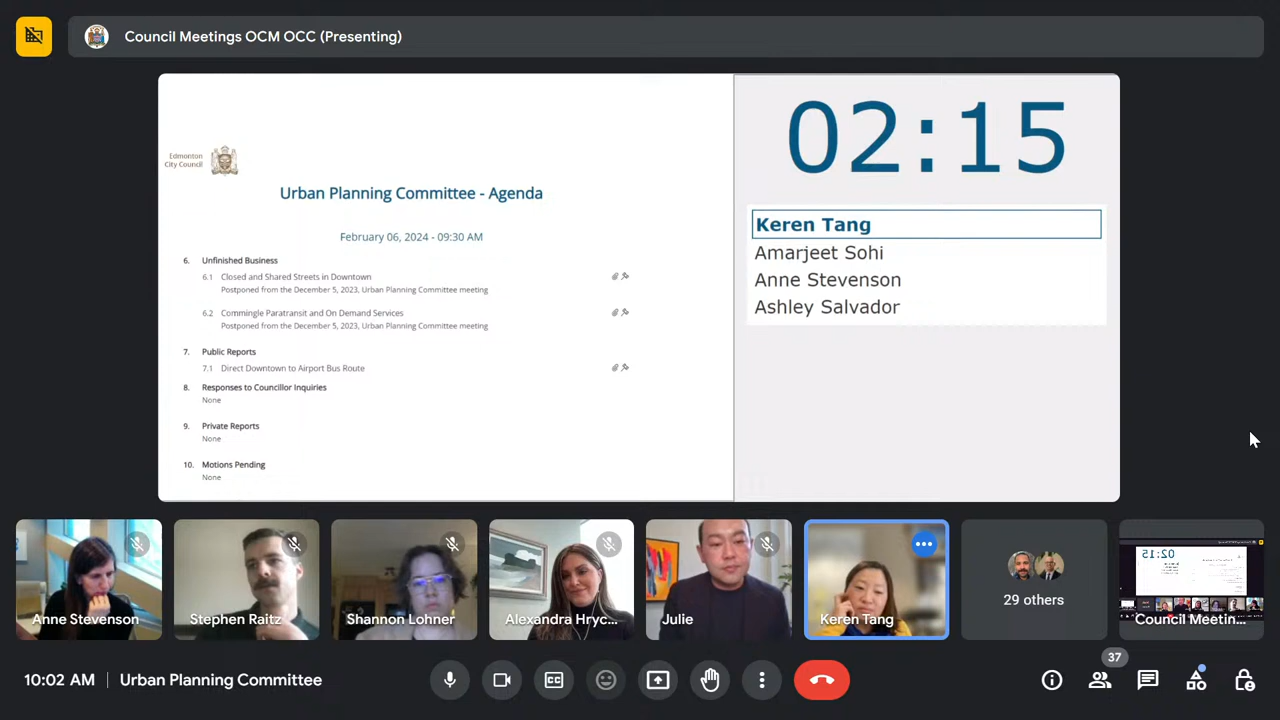 Council Meetings OCM OCC (Presenting)
Edmonton
City Council
Urban Planning Committee - Agenda
February 06, 2024 - 09:30 AM
6. Unfinished Business
6.1 Closed and Shared Streets in Downtown
Postponed from the December 5, 2023, Urban Planning Committee meeting
6.2 Commingle Paratransit and On Demand Services
Postponed from the December 5, 2023, Urban Planning Committee meeting
7. Public Reports
7.1 Direct Downtown to Airport Bus Route
8. Responses to Councillor Inquiries
None
9. Private Reports
None
10. Motions Pending
None
02:15
Keren Tang
Amarjeet Sohi
Anne Stevenson
Ashley Salvador
Anne Stevenson
Stephen Raitz
Shannon Lohner
Alexandra Hryc...
Julie
Keren Tang
29 others
02:15
Council Meetin...
10:02 AM | Urban Planning Committee
CC
37